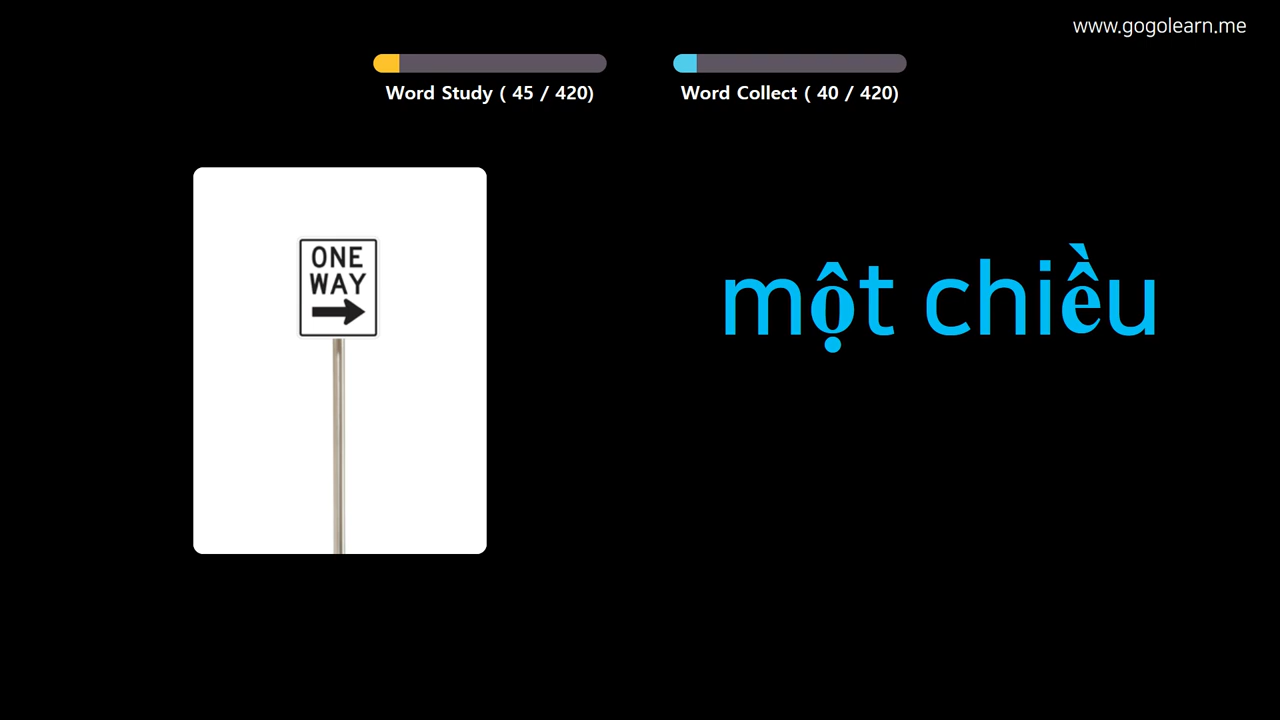 www.gogolearn.me
Word Study ( 45 / 420)
Word Collect ( 40 / 420)
ONE
WAY
một chiều